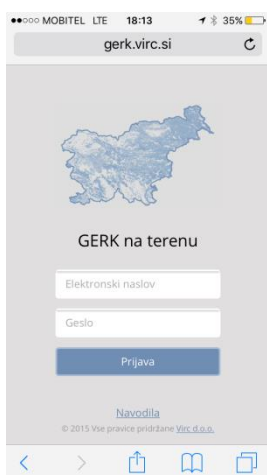 MOBITEL LTE 18:13 35%
gerk.virc.si
GERK na terenu
Elektronski naslov
Geslo
Prijava
Navodila
© 2015 Vse pravice pridržane Virc d.o.o.